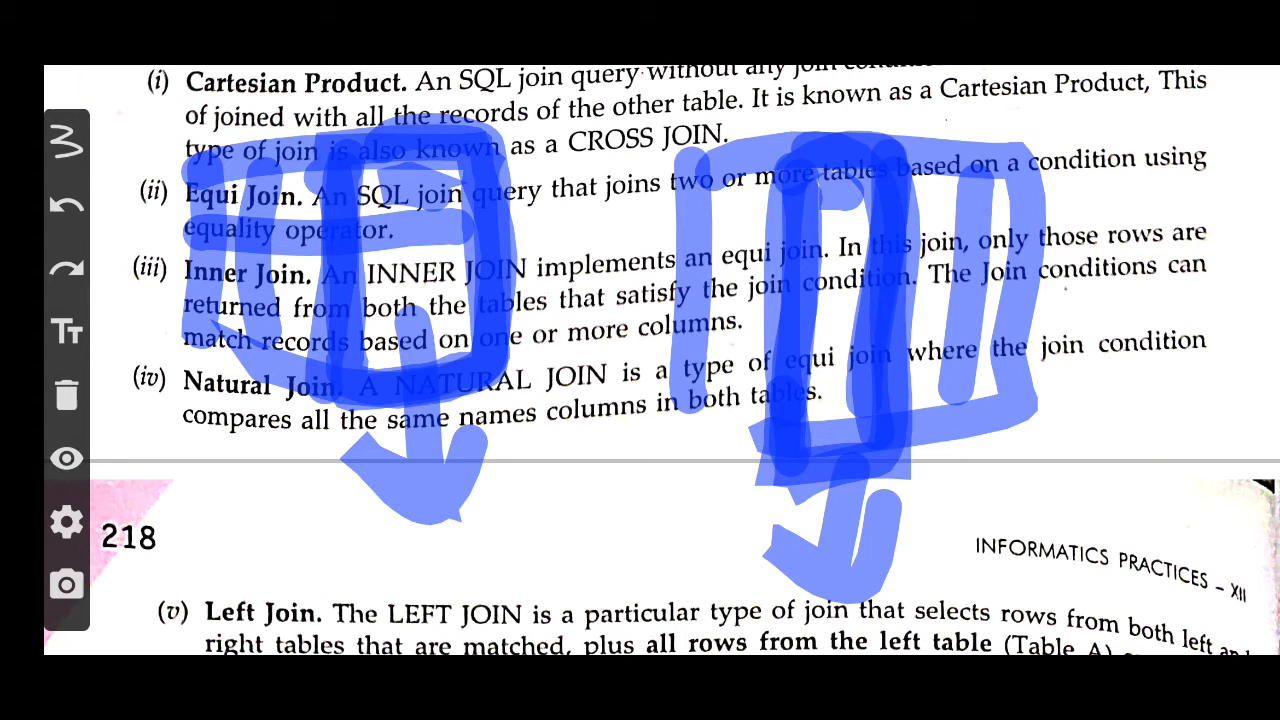 (i) Cartesian Product. An SQL join query without any join
of joined with all the records of the other table. It is known as a Cartesian Product, This
type of join is also known as a CROSS JOIN.
(ii) Equi Join. An SQL join query that joins two or more tables based on a condition using
equality operator.
(iii) Inner Join. An INNER JOIN implements an equi join. In this join, only those rows are
returned from both the tables that satisfy the join condition. The Join conditions can
match records based on one or more columns.
(iv) Natural Join. A NATURAL JOIN is a type of equi join where the join condition
compares all the same names columns in both tables.
218
INFORMATICS PRACTICES – XII
(v) Left Join. The LEFT JOIN is a particular type of join that selects rows from both left and
right tables that are matched, plus all rows from the left table (Table A)